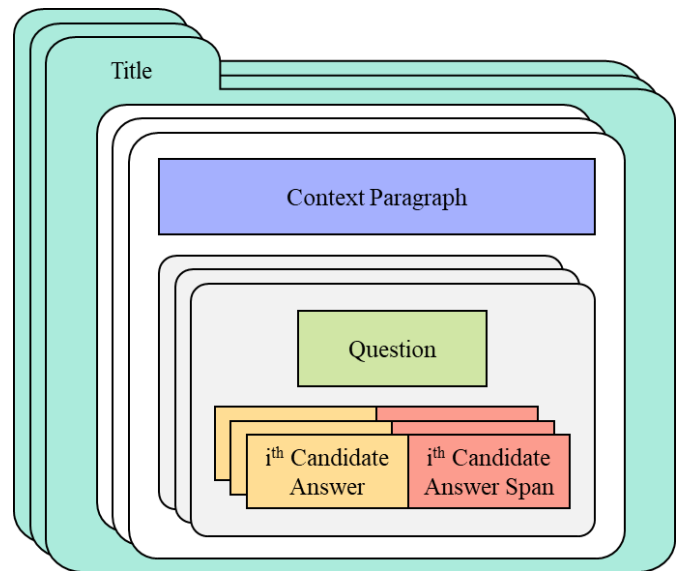 Title
Context Paragraph
Question
iᵗʰ Candidate
Answer
iᵗʰ Candidate
Answer Span